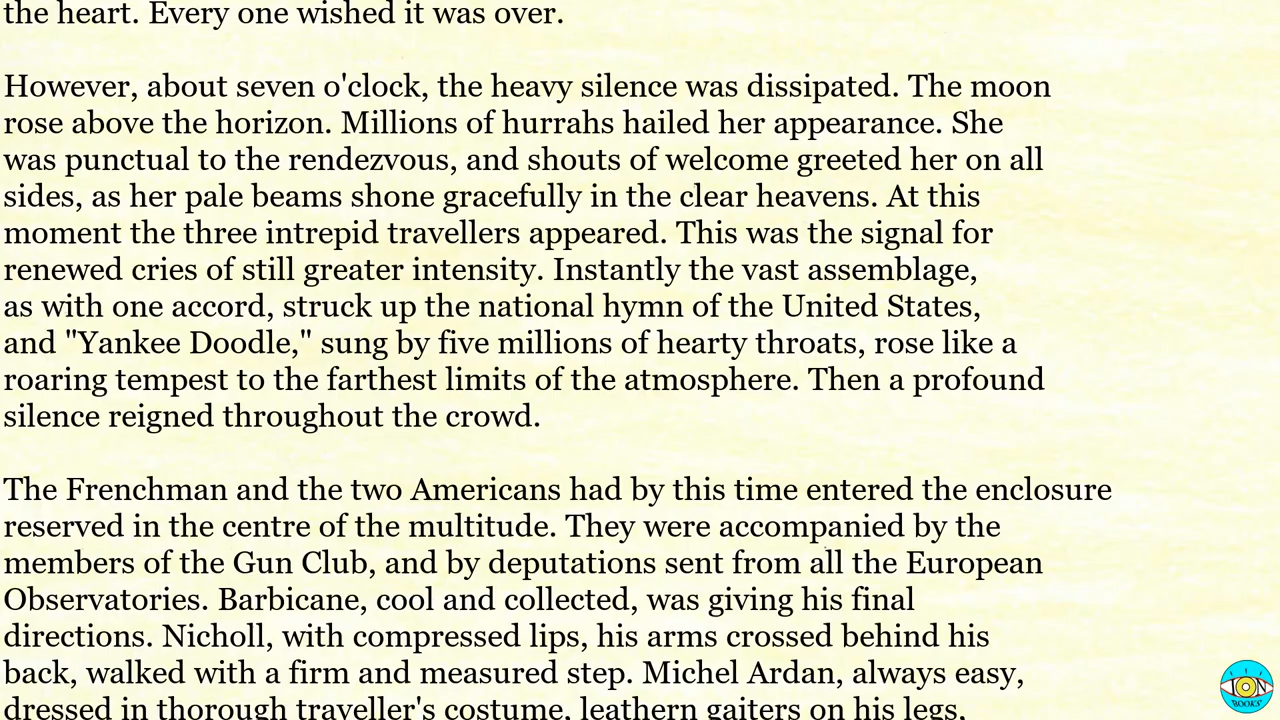 the heart. Every one wished it was over.
However, about seven o'clock, the heavy silence was dissipated. The moon
rose above the horizon. Millions of hurrahs hailed her appearance. She
was punctual to the rendezvous, and shouts of welcome greeted her on all
sides, as her pale beams shone gracefully in the clear heavens. At this
moment the three intrepid travellers appeared. This was the signal for
renewed cries of still greater intensity. Instantly the vast assemblage,
as with one accord, struck up the national hymn of the United States,
and "Yankee Doodle," sung by five millions of hearty throats, rose like a
roaring tempest to the farthest limits of the atmosphere. Then a profound
silence reigned throughout the crowd.
The Frenchman and the two Americans had by this time entered the enclosure
reserved in the centre of the multitude. They were accompanied by the
members of the Gun Club, and by deputations sent from all the European
Observatories. Barbicane, cool and collected, was giving his final
directions. Nicholl, with compressed lips, his arms crossed behind his
back, walked with a firm and measured step. Michel Ardan, always easy,
dressed in thorough traveller's costume, leathern gaiters on his legs,
ION
BOOKS